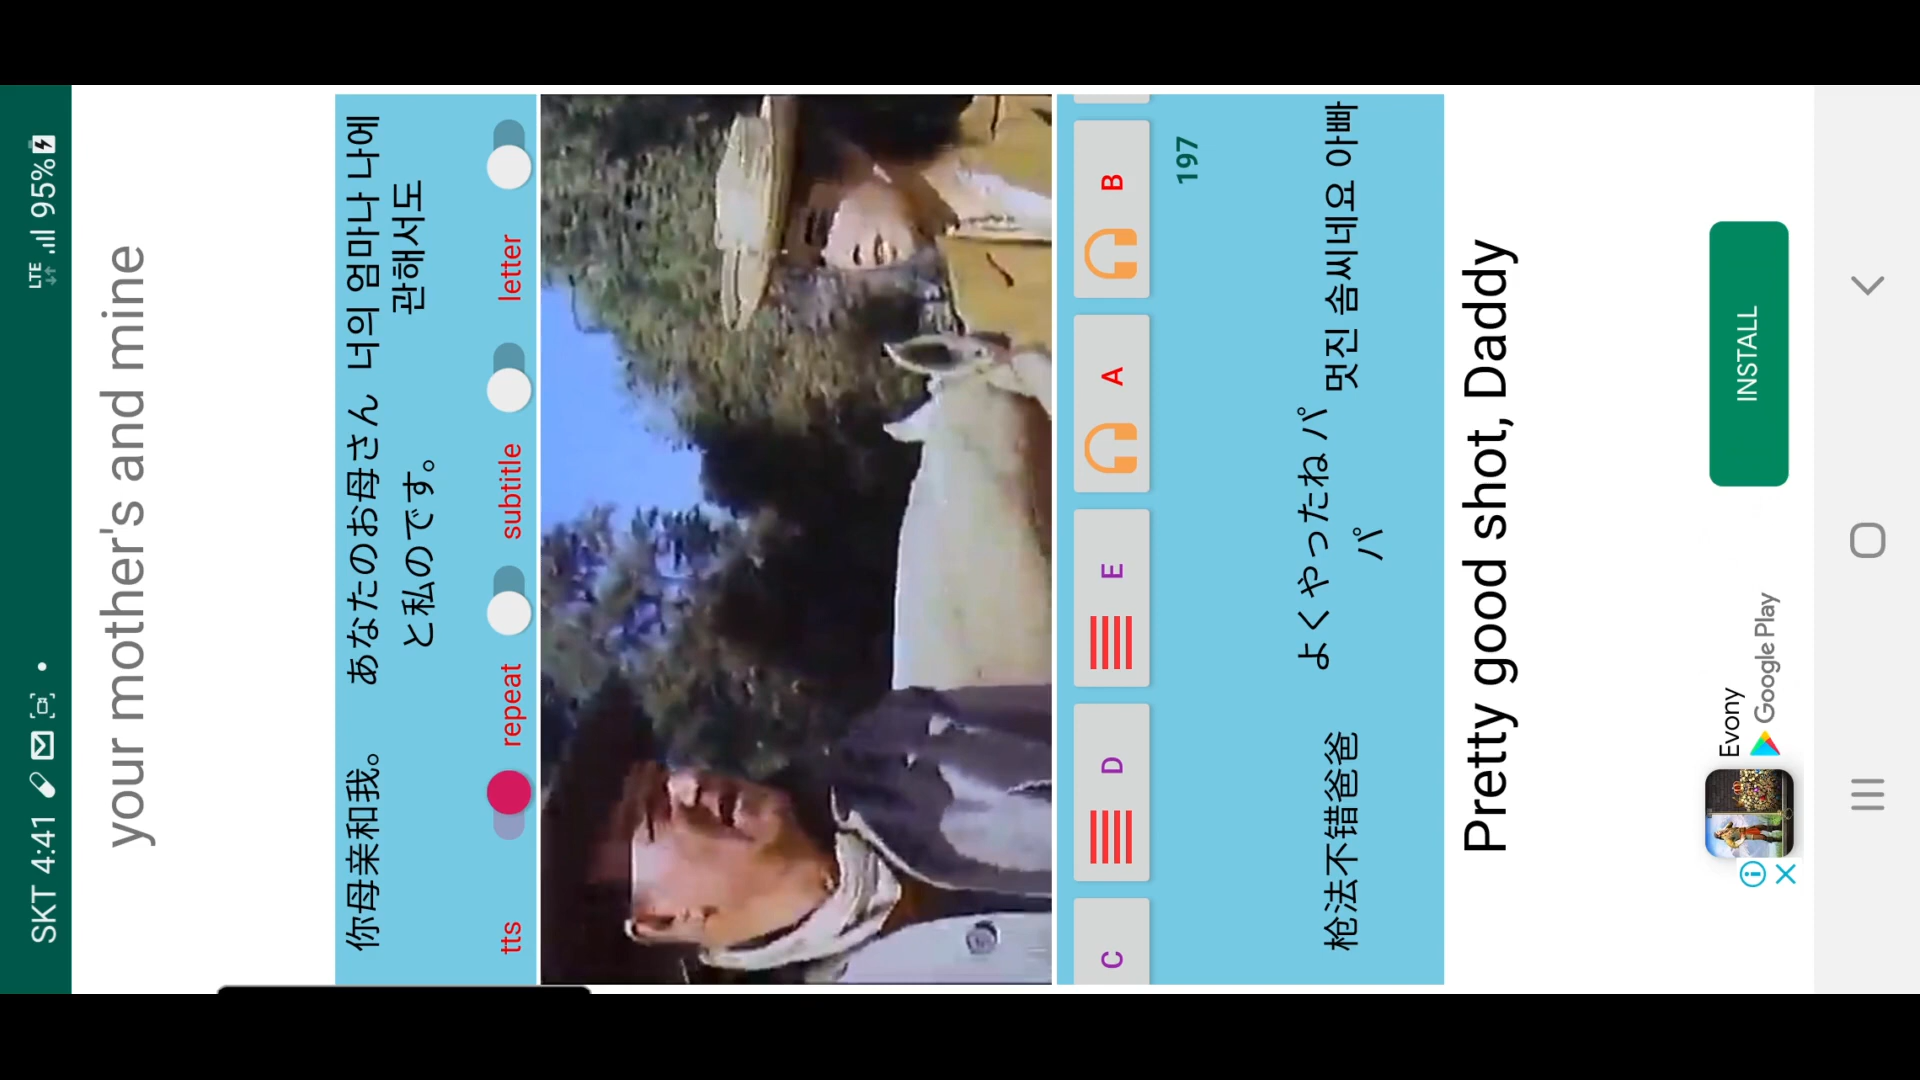 SKT 4:41
LTE 95%
your mother's and mine
你母亲和我。
あなたのお母さん
と私のです。
너의 엄마나 나에
관해서도
tts
repeat
subtitle
letter
C
D
E
A
B
197
枪法不错爸爸
よくやったね パ
パ
멋진 솜씨네요 아빠
Pretty good shot, Daddy
Evony
Google Play
INSTALL